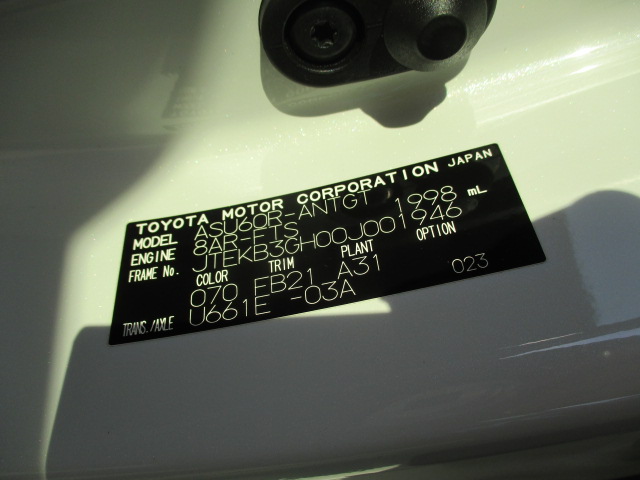 TOYOTA MOTOR CORPORATION JAPAN
MODEL ASU60R-ANTGT
ENGINE 8AR-FTS 1998 mL
FRAME No. JTEKB3GH00J001946
COLOR TRIM PLANT OPTION
070 EB21 A31 023
TRANS./AXLE U661E -03A